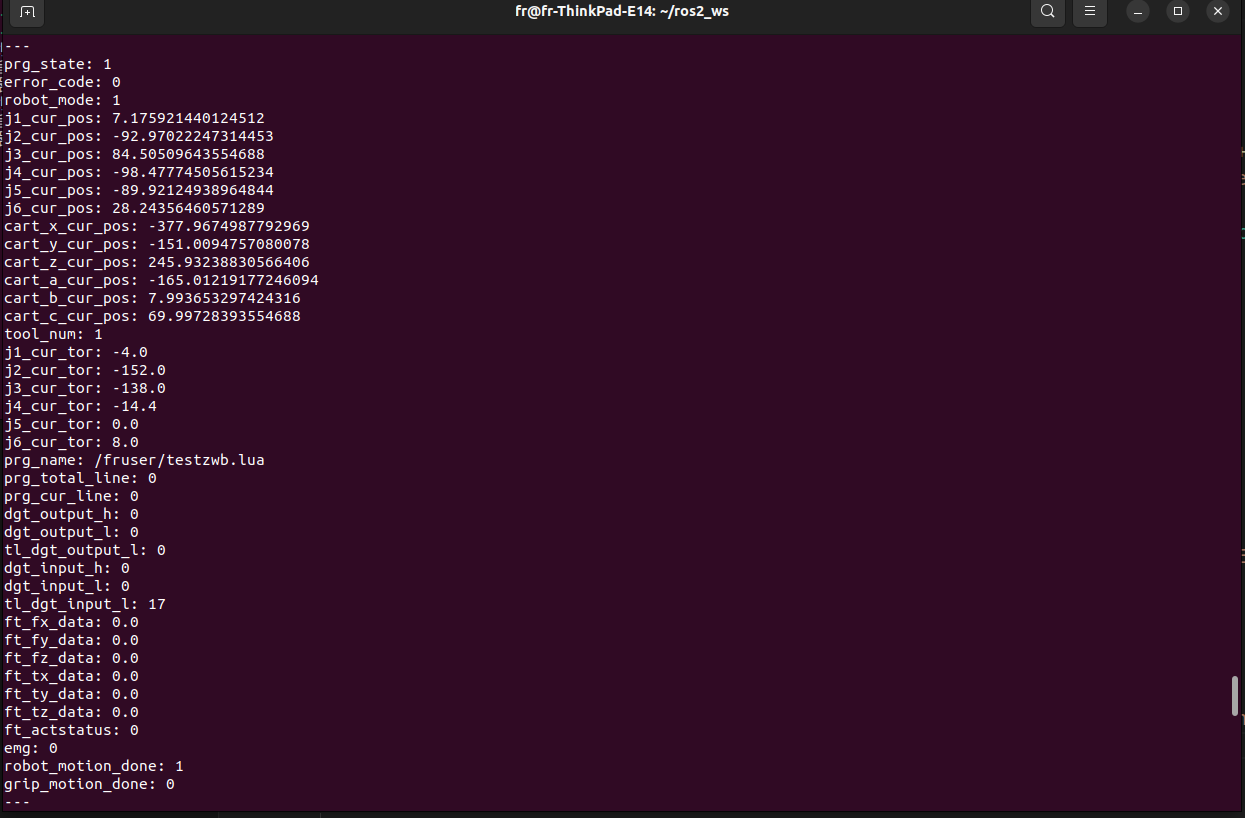 fr@fr-ThinkPad-E14: ~/ros2_ws
---
prg_state: 1
error_code: 0
robot_mode: 1
j1_cur_pos: 7.175921440124512
j2_cur_pos: -92.97022247314453
j3_cur_pos: 84.50509643554688
j4_cur_pos: -98.47774505615234
j5_cur_pos: -89.92124938964844
j6_cur_pos: 28.24356460571289
cart_x_cur_pos: -377.9674987792969
cart_y_cur_pos: -151.0094757080078
cart_z_cur_pos: 245.93238830566406
cart_a_cur_pos: -165.01219177246094
cart_b_cur_pos: 7.993653297424316
cart_c_cur_pos: 69.99728393554688
tool_num: 1
j1_cur_tor: -4.0
j2_cur_tor: -152.0
j3_cur_tor: -138.0
j4_cur_tor: -14.4
j5_cur_tor: 0.0
j6_cur_tor: 8.0
prg_name: /fruser/testzwb.lua
prg_total_line: 0
prg_cur_line: 0
dgt_output_h: 0
dgt_output_l: 0
tl_dgt_output_l: 0
dgt_input_h: 0
dgt_input_l: 0
tl_dgt_input_l: 17
ft_fx_data: 0.0
ft_fy_data: 0.0
ft_fz_data: 0.0
ft_tx_data: 0.0
ft_ty_data: 0.0
ft_tz_data: 0.0
ft_actstatus: 0
emg: 0
robot_motion_done: 1
grip_motion_done: 0
---